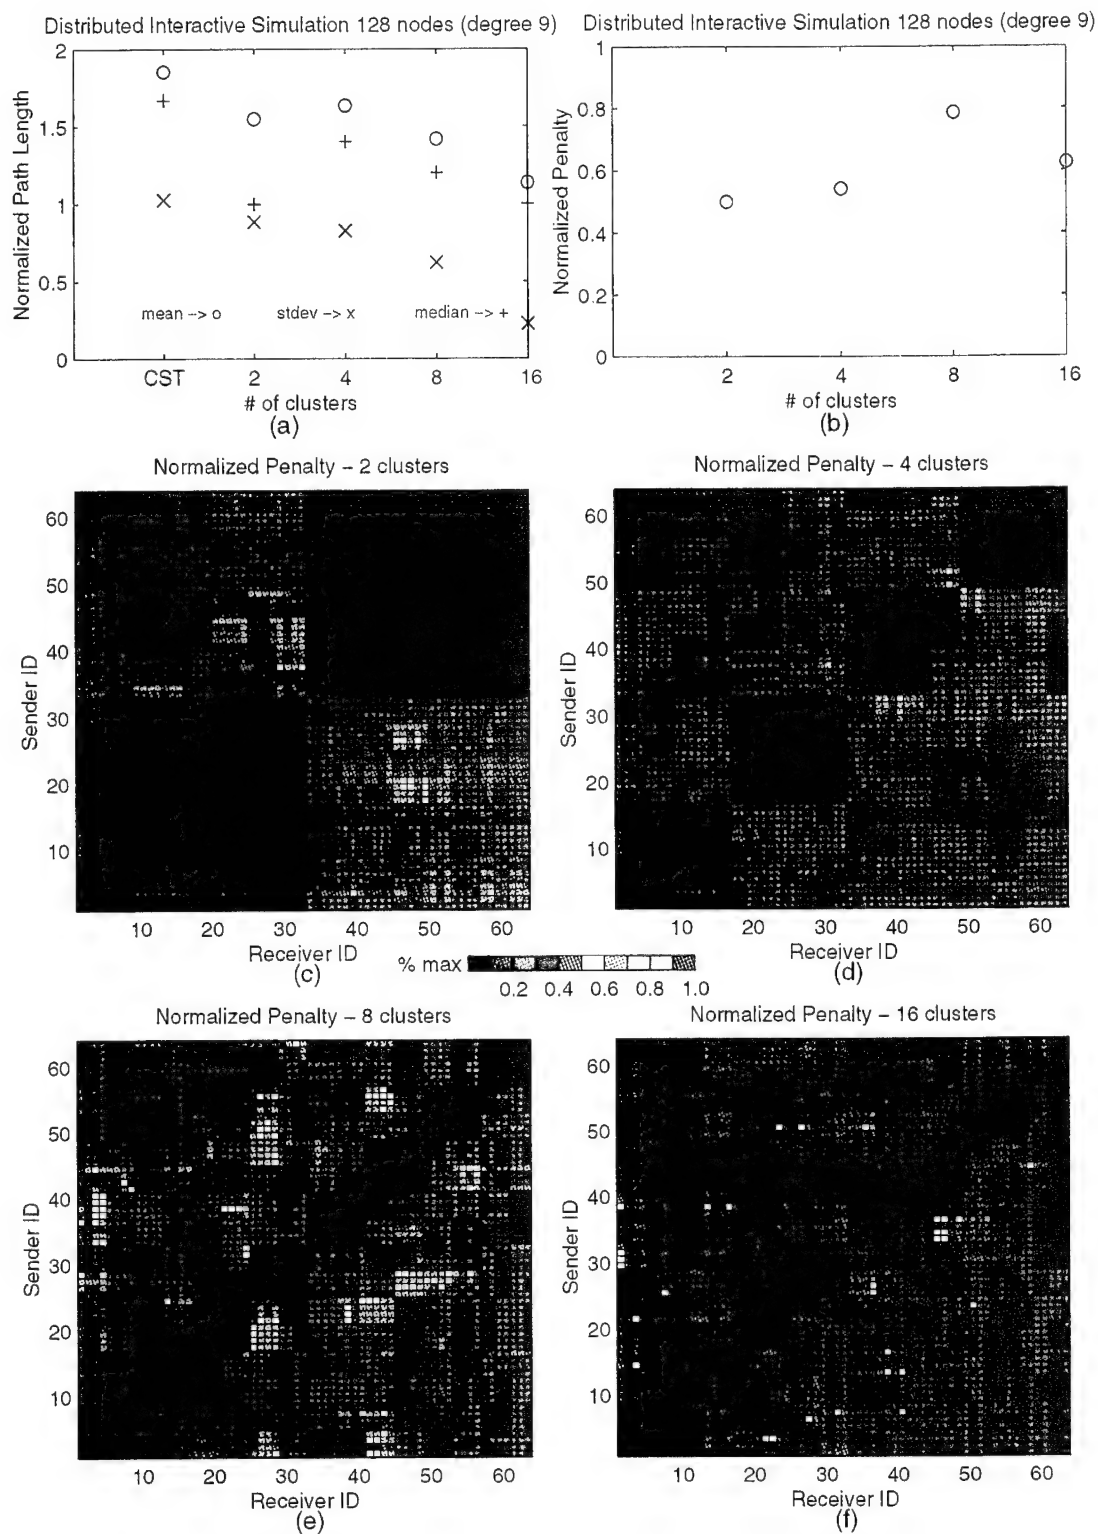 Distributed Interactive Simulation 128 nodes (degree 9)
2
1.5
1
0.5
0
Normalized Path Length
mean -> o
stdev -> x
median -> +
CST 2 4 8 16
# of clusters
(a)
Distributed Interactive Simulation 128 nodes (degree 9)
1
0.8
0.6
0.4
0.2
0
Normalized Penalty
2 4 8 16
# of clusters
(b)
Normalized Penalty – 2 clusters
60
50
40
30
20
10
Sender ID
10 20 30 40 50 60
Receiver ID
(c)
Normalized Penalty – 4 clusters
60
50
40
30
20
10
Sender ID
10 20 30 40 50 60
Receiver ID
(d)
% max
0.2 0.4 0.6 0.8 1.0
Normalized Penalty – 8 clusters
60
50
40
30
20
10
Sender ID
10 20 30 40 50 60
Receiver ID
(e)
Normalized Penalty – 16 clusters
60
50
40
30
20
10
Sender ID
10 20 30 40 50 60
Receiver ID
(f)